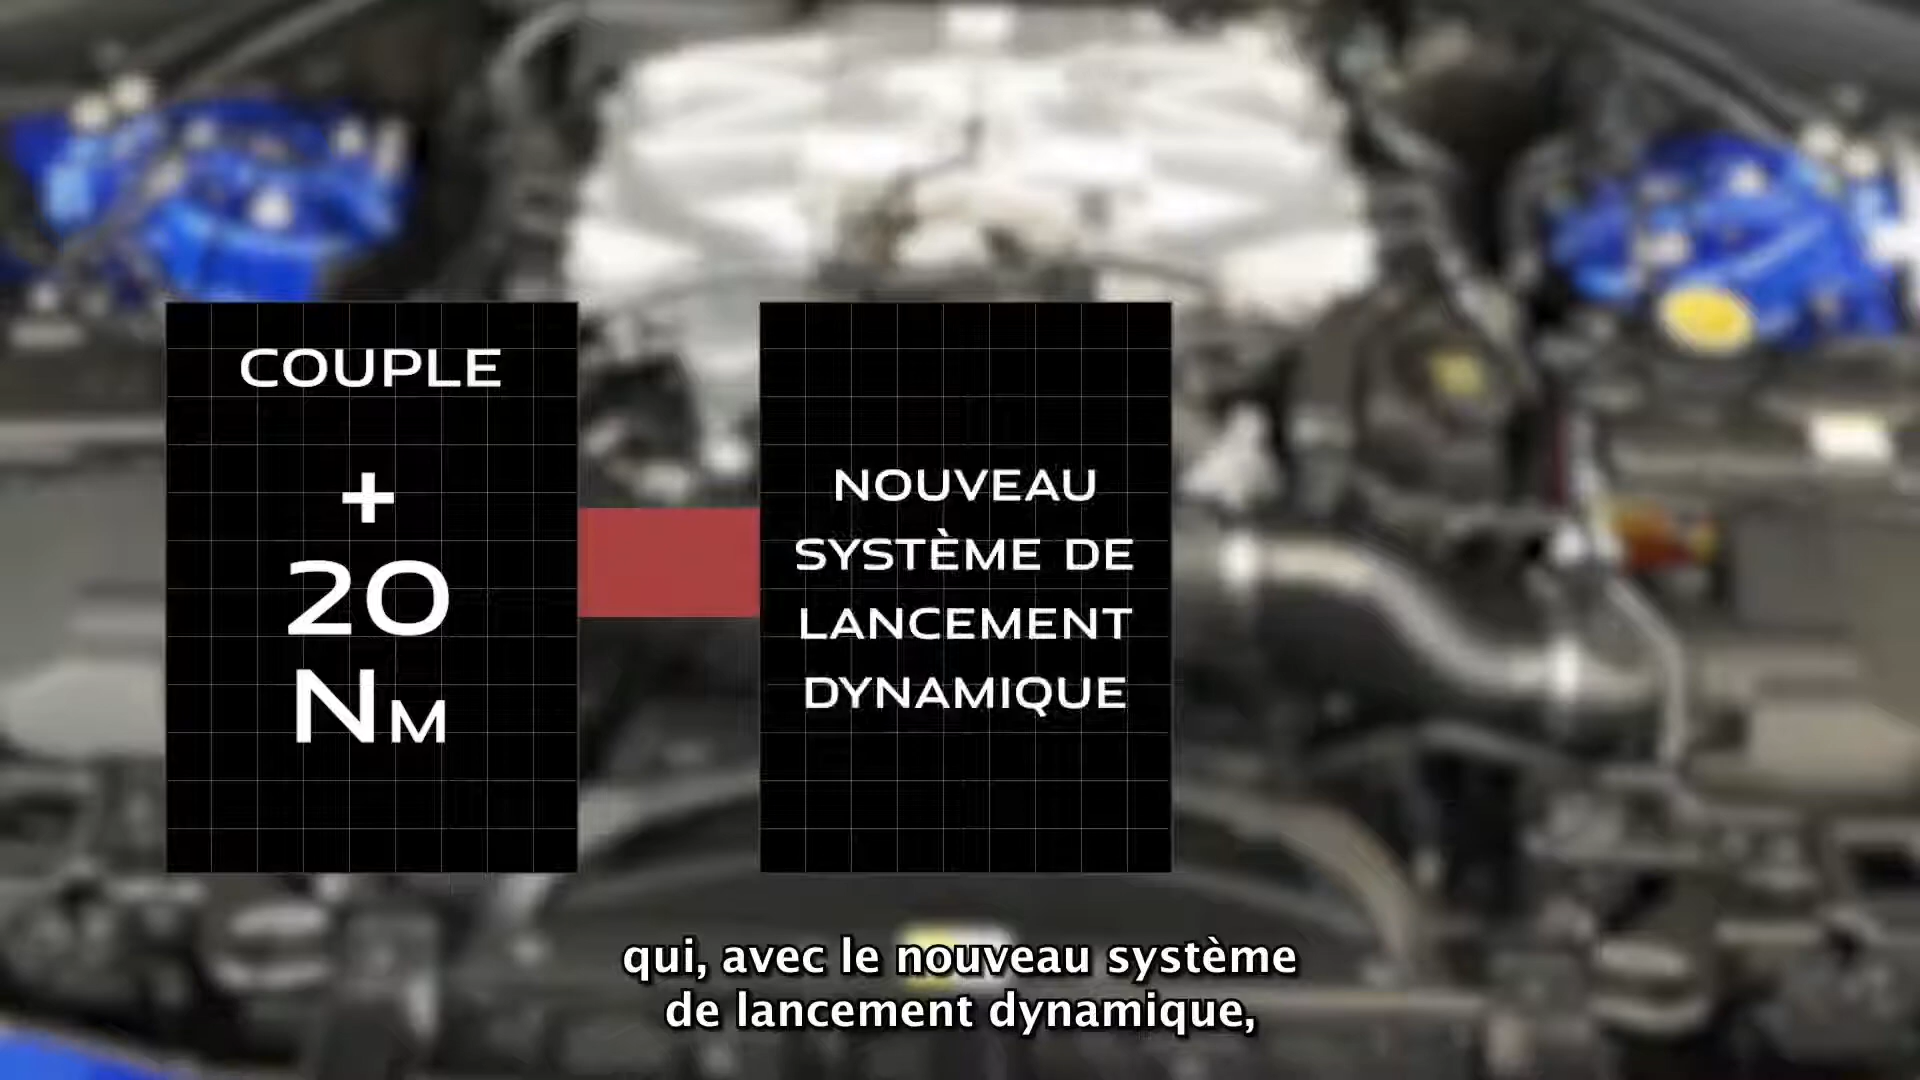 COUPLE
+
20
NM
NOUVEAU
SYSTÈME DE
LANCEMENT
DYNAMIQUE
qui, avec le nouveau système
de lancement dynamique,